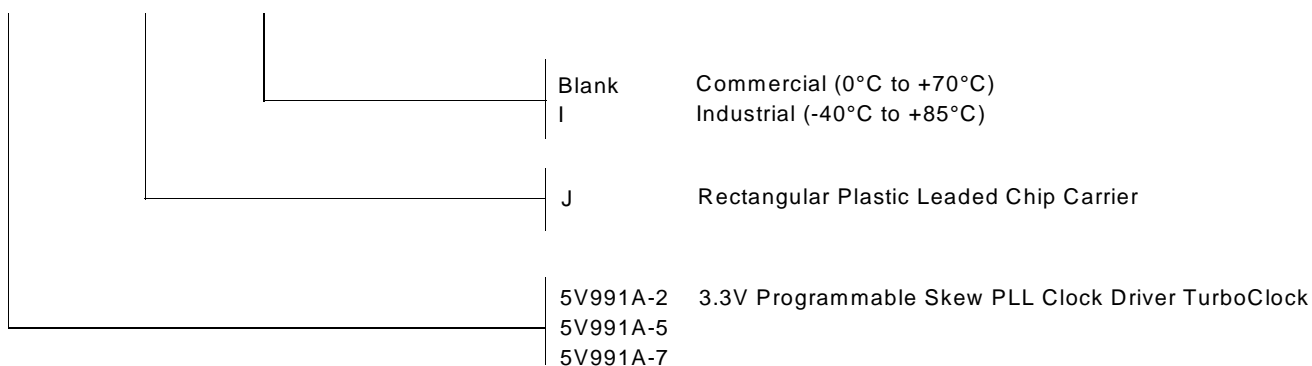 Blank Commercial (0°C to +70°C)
I Industrial (-40°C to +85°C)
J Rectangular Plastic Leaded Chip Carrier
5V991A-2 3.3V Programmable Skew PLL Clock Driver TurboClock
5V991A-5
5V991A-7